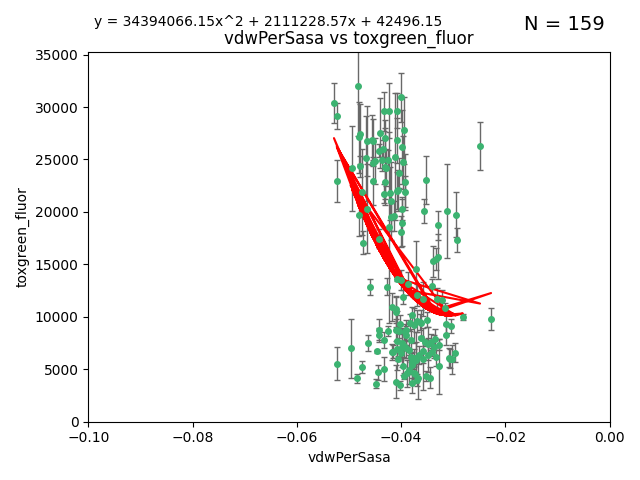 y = 34394066.15x^2 + 2111228.57x + 42496.15
N = 159
vdwPerSasa vs toxgreen_fluor
35000
30000
25000
20000
15000
10000
5000
0
toxgreen_fluor
−0.10 −0.08 −0.06 −0.04 −0.02 0.00
vdwPerSasa